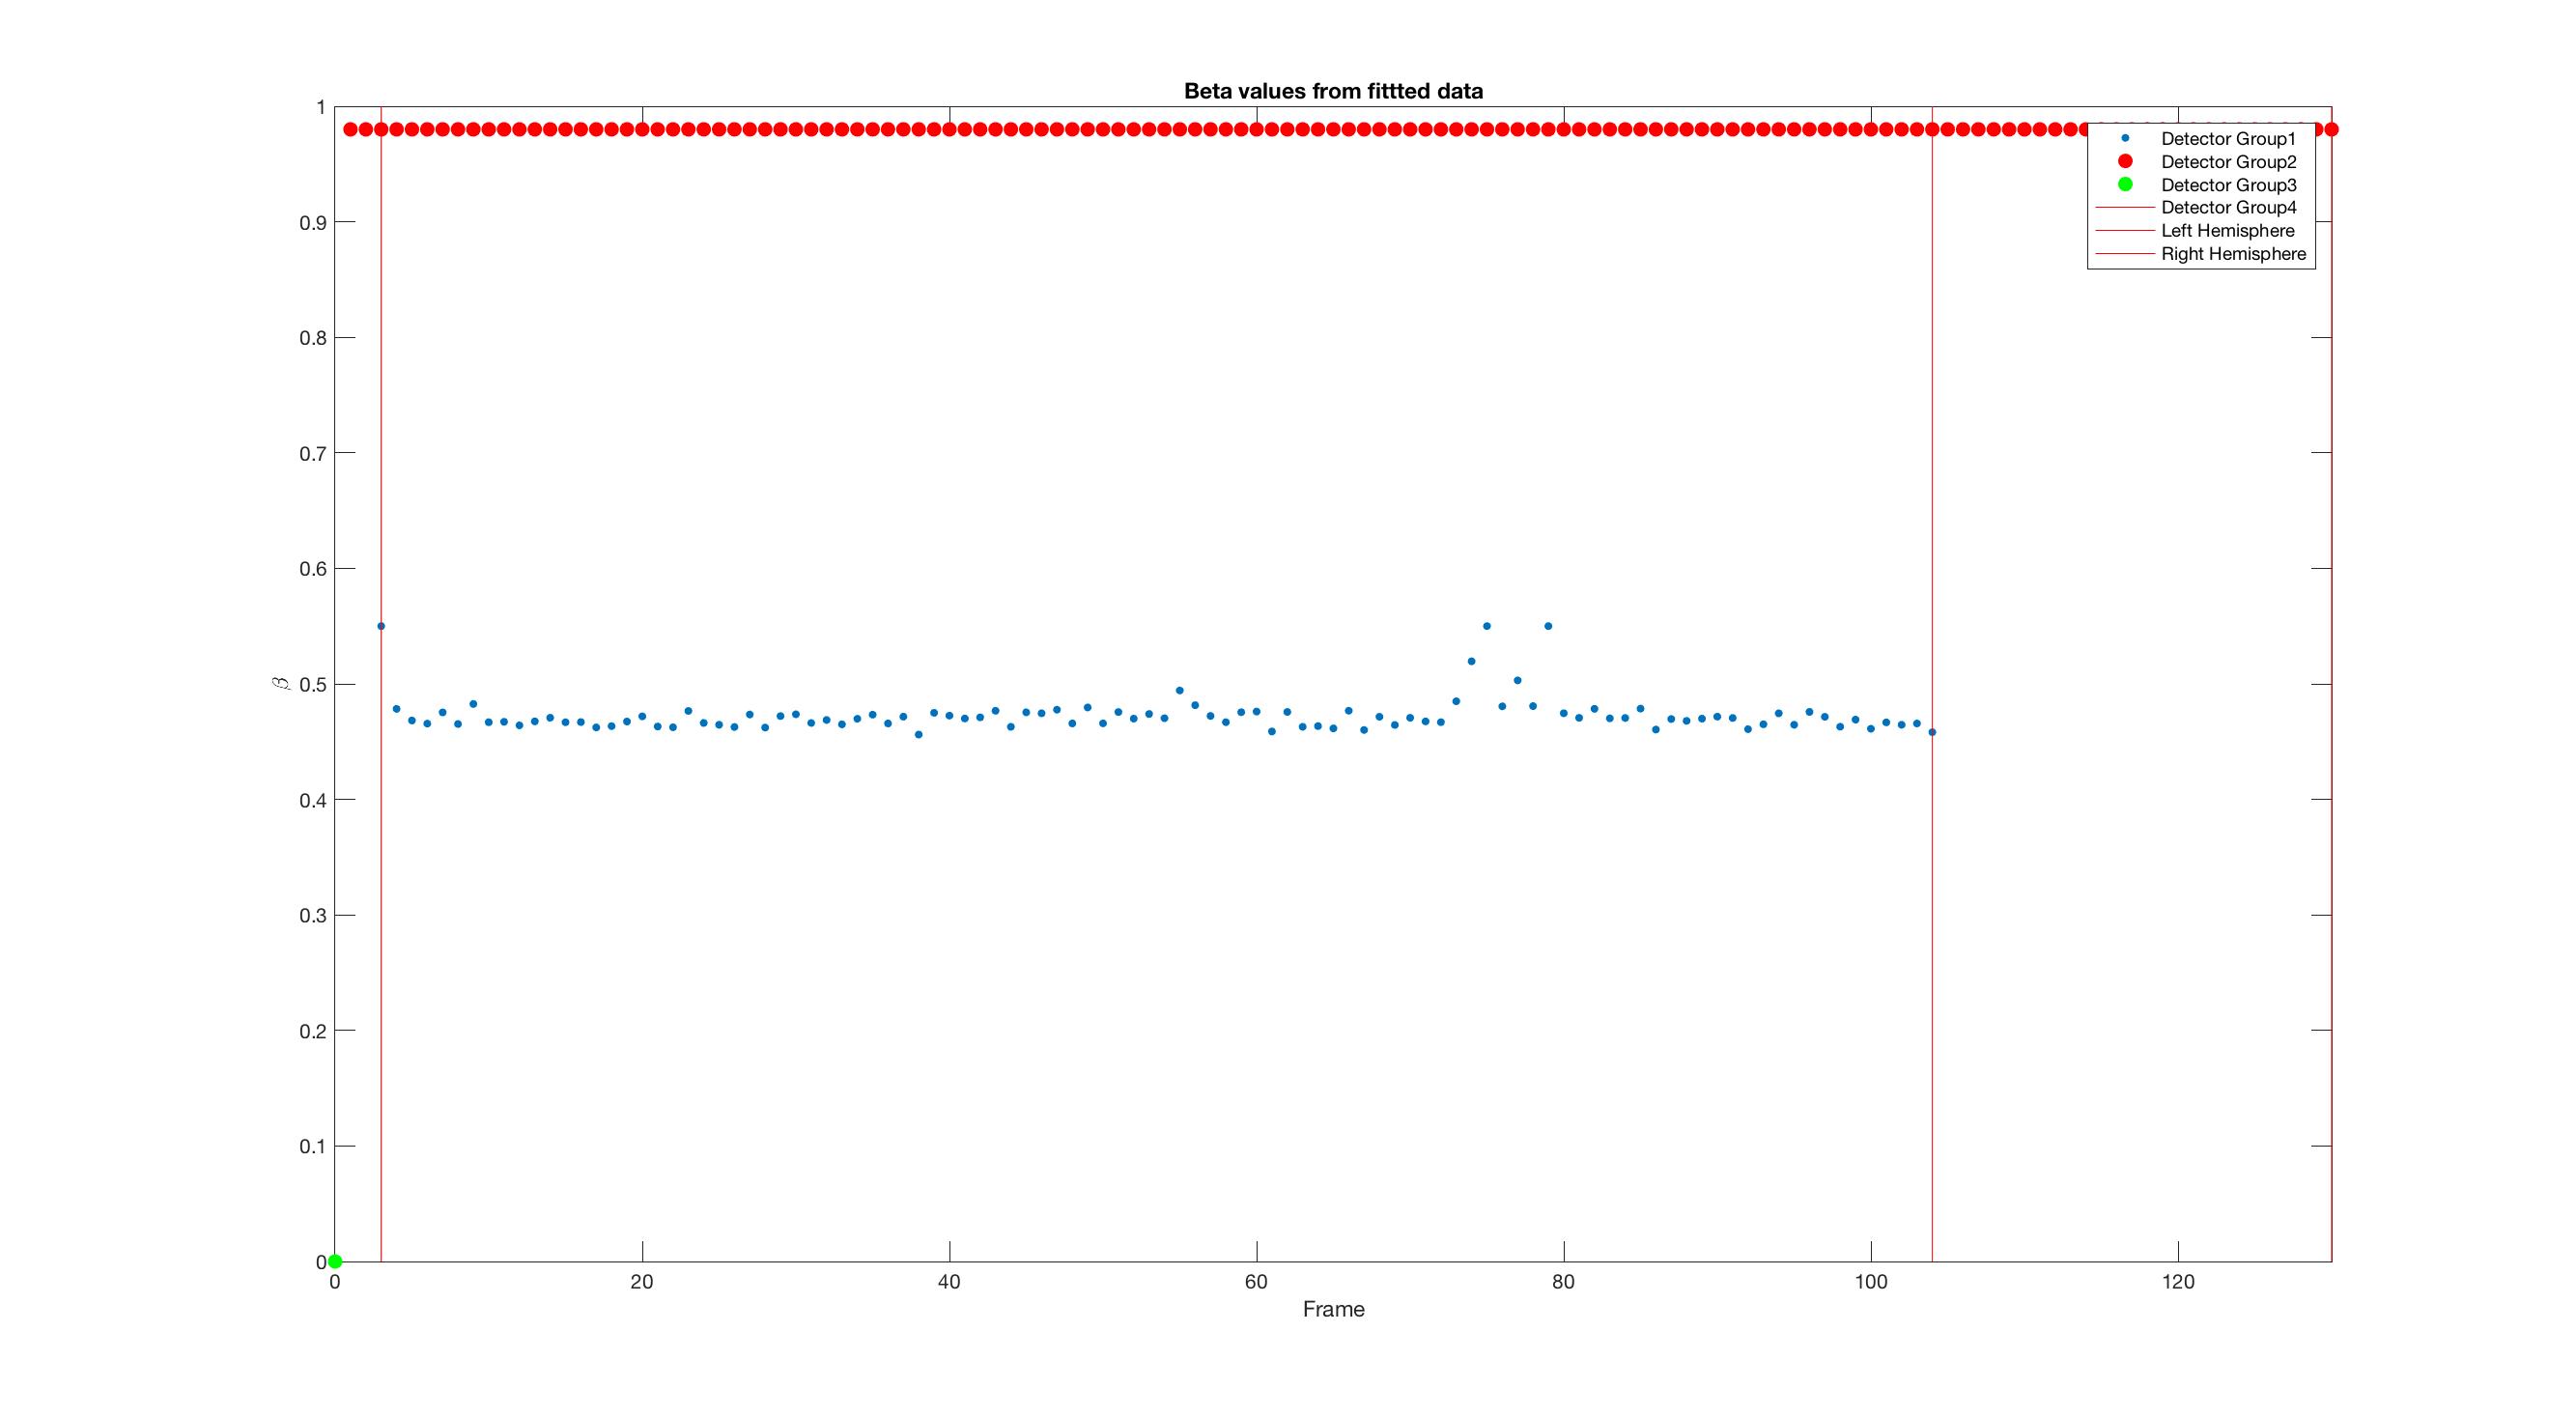 Beta values from fittted data
1
0.9
0.8
0.7
0.6
0.5
0.4
0.3
0.2
0.1
0
β
Detector Group1
Detector Group2
Detector Group3
Detector Group4
Left Hemisphere
Right Hemisphere
0 20 40 60 80 100 120
Frame